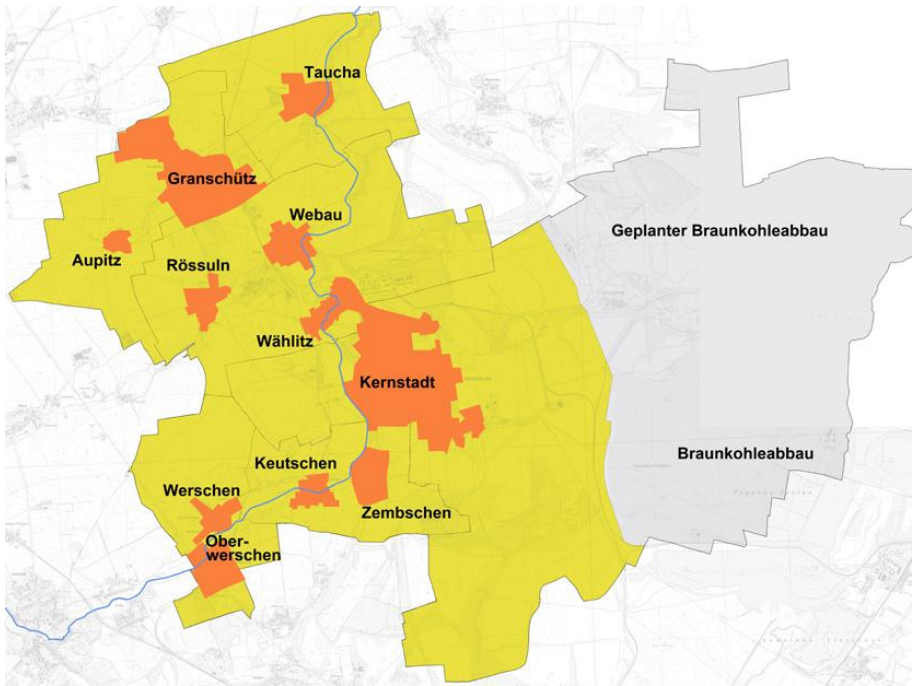 Taucha
Granschütz
Webau
Geplanter Braunkohleabbau
Aupitz
Rössuln
Wählitz
Kernstadt
Keutschen
Braunkohleabbau
Werschen
Zembschen
Ober-
werschen